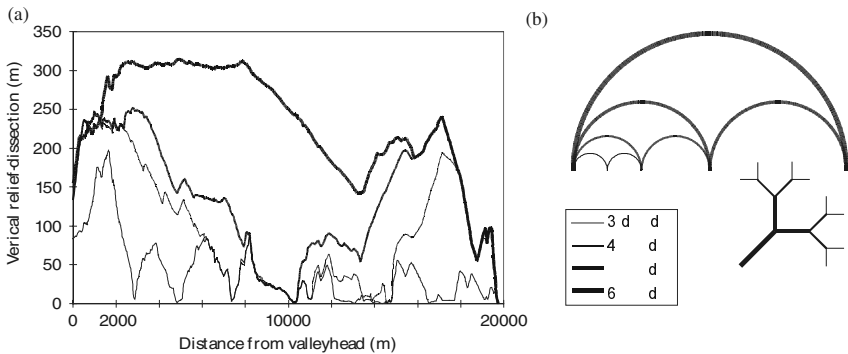 (a)
350
300
250
200
150
100
50
0
Verical relief-dissection (m)
0 2000 10000 20000
Distance from valleyhead (m)
(b)
3 d d
4 d
d
6 d